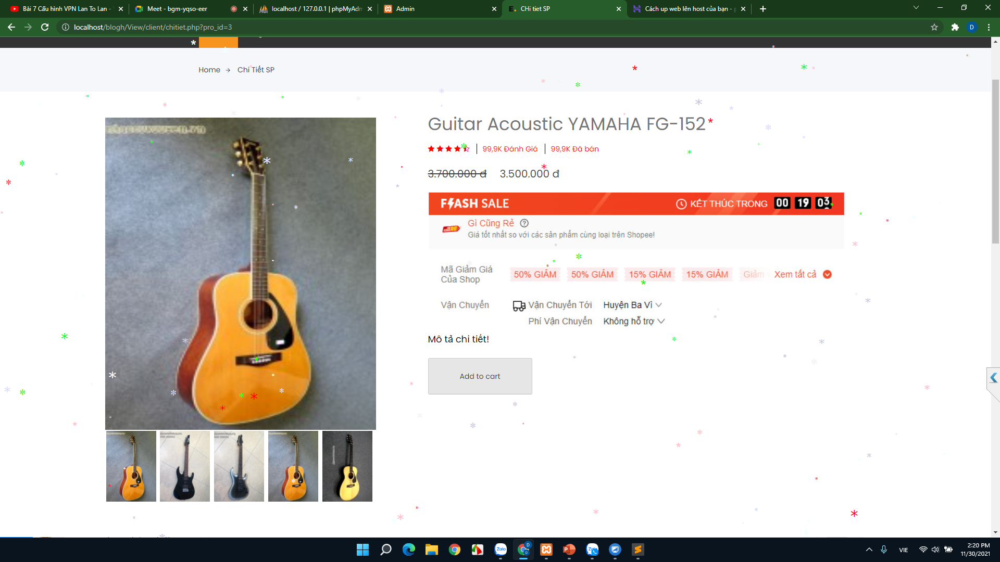 Bài 7 Cấu hình VPN Lan To Lan -
Meet - bgm-yqso-eer
localhost / 127.0.0.1 | phpMyAdm
Admin
CHi tiet SP
Cách up web lên host của bạn - p
D
localhost/blogh/View/client/chitiet.php?pro_id=3
Home → Chi Tiết SP
Guitar Acoustic YAMAHA FG-152
99,9K Đánh Giá
99,9K Đã bán
3.700.000 đ 3.500.000 đ
FLASH SALE
KẾT THÚC TRONG 00 19 03
Gì Cũng Rẻ
Giá tốt nhất so với các sản phẩm cùng loại trên Shopee!
Mã Giảm Giá
Của Shop
50% GIẢM 50% GIẢM 15% GIẢM 15% GIẢM Giảm Xem tất cả
Vận Chuyển Vận Chuyển Tới Huyện Ba Vì
Phí Vận Chuyển Không hỗ trợ
Mô tả chi tiết!
Add to cart
VIE
2:20 PM
11/30/2021